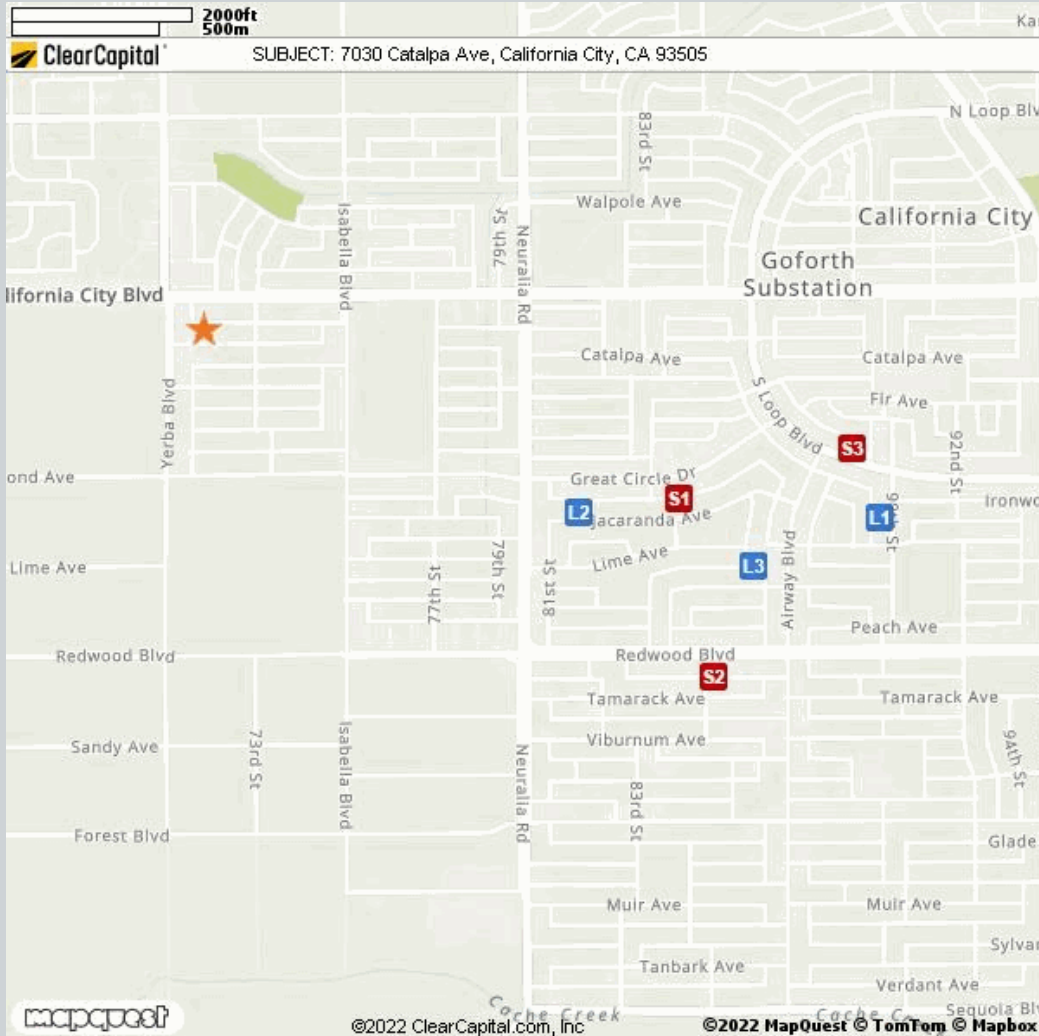 2000ft
500m
Ka
ClearCapital
SUBJECT: 7030 Catalpa Ave, California City, CA 93505
N Loop Blv
83rd St
Walpole Ave
California City
Isabella Blvd
79th St
Neuralia Rd
Goforth
Substation
lifornia City Blvd
Catalpa Ave
Catalpa Ave
Yerba Blvd
S Loop Blvd
Fir Ave
S3
92nd St
ond Ave
Great Circle Dr
S1
L2
Jacaranda Ave
L1
90th St
Ironwo
Lime Ave
Lime Ave
L3
77th St
79th St
81st St
Airway Blvd
Peach Ave
Redwood Blvd
Redwood Blvd
S2
Tamarack Ave
Tamarack Ave
Sandy Ave
73rd St
Isabella Blvd
Viburnum Ave
Neuralia Rd
94th St
83rd St
Forest Blvd
Glade
Muir Ave
Muir Ave
Sylva
Tanbark Ave
Verdant Ave
Cache Creek
Sequoia Blv
mapquest
©2022 ClearCapital.com, Inc
©2022 MapQuest © TomTom © Mapbox